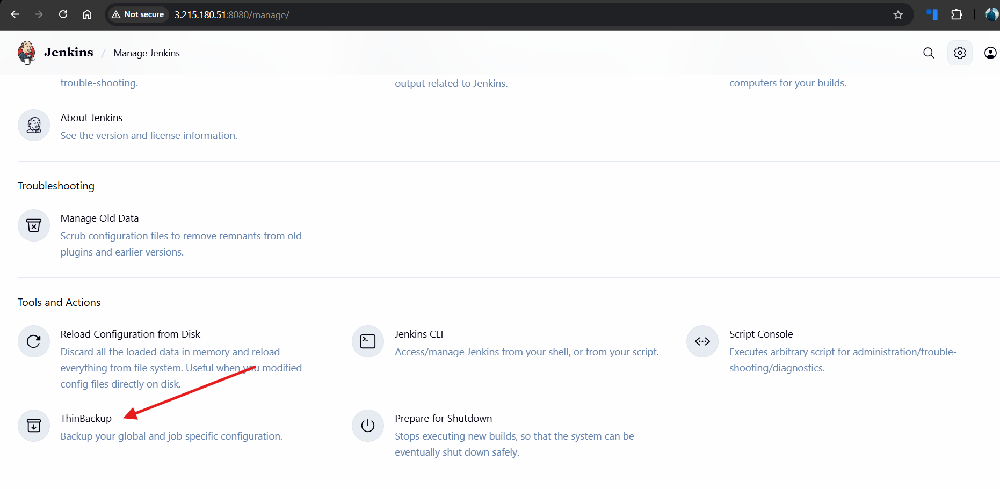 Not secure 3.215.180.51:8080/manage/
Jenkins / Manage Jenkins
trouble-shooting.
output related to Jenkins.
computers for your builds.
About Jenkins
See the version and license information.
Troubleshooting
Manage Old Data
Scrub configuration files to remove remnants from old
plugins and earlier versions.
Tools and Actions
Reload Configuration from Disk
Discard all the loaded data in memory and reload
everything from file system. Useful when you modified
config files directly on disk.
Jenkins CLI
Access/manage Jenkins from your shell, or from your script.
Script Console
Executes arbitrary script for administration/trouble-
shooting/diagnostics.
ThinBackup
Backup your global and job specific configuration.
Prepare for Shutdown
Stops executing new builds, so that the system can be
eventually shut down safely.